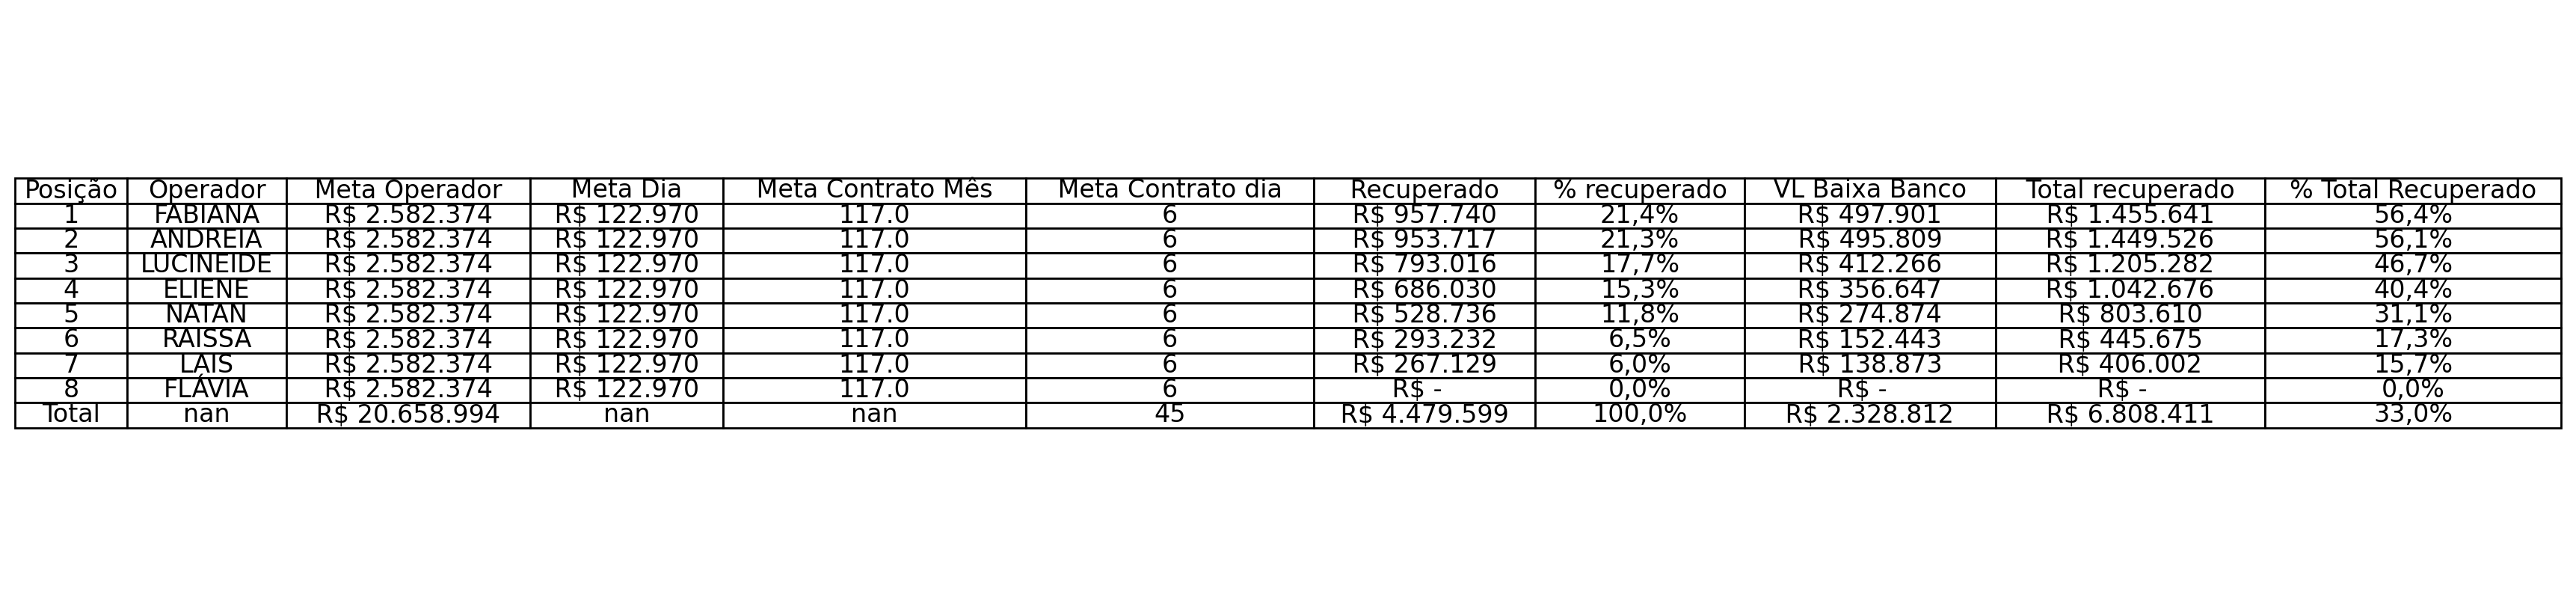 Posição Operador Meta Operador Meta Dia Meta Contrato Mês Meta Contrato dia Recuperado % recuperado VL Baixa Banco Total recuperado % Total Recuperado
1 FABIANA R$ 2.582.374 R$ 122.970 117.0 6 R$ 957.740 21,4% R$ 497.901 R$ 1.455.641 56,4%
2 ANDREIA R$ 2.582.374 R$ 122.970 117.0 6 R$ 953.717 21,3% R$ 495.809 R$ 1.449.526 56,1%
3 LUCINEIDE R$ 2.582.374 R$ 122.970 117.0 6 R$ 793.016 17,7% R$ 412.266 R$ 1.205.282 46,7%
4 ELIENE R$ 2.582.374 R$ 122.970 117.0 6 R$ 686.030 15,3% R$ 356.647 R$ 1.042.676 40,4%
5 NATAN R$ 2.582.374 R$ 122.970 117.0 6 R$ 528.736 11,8% R$ 274.874 R$ 803.610 31,1%
6 RAISSA R$ 2.582.374 R$ 122.970 117.0 6 R$ 293.232 6,5% R$ 152.443 R$ 445.675 17,3%
7 LAIS R$ 2.582.374 R$ 122.970 117.0 6 R$ 267.129 6,0% R$ 138.873 R$ 406.002 15,7%
8 FLÁVIA R$ 2.582.374 R$ 122.970 117.0 6 R$ - 0,0% R$ - R$ - 0,0%
Total nan R$ 20.658.994 nan nan 45 R$ 4.479.599 100,0% R$ 2.328.812 R$ 6.808.411 33,0%